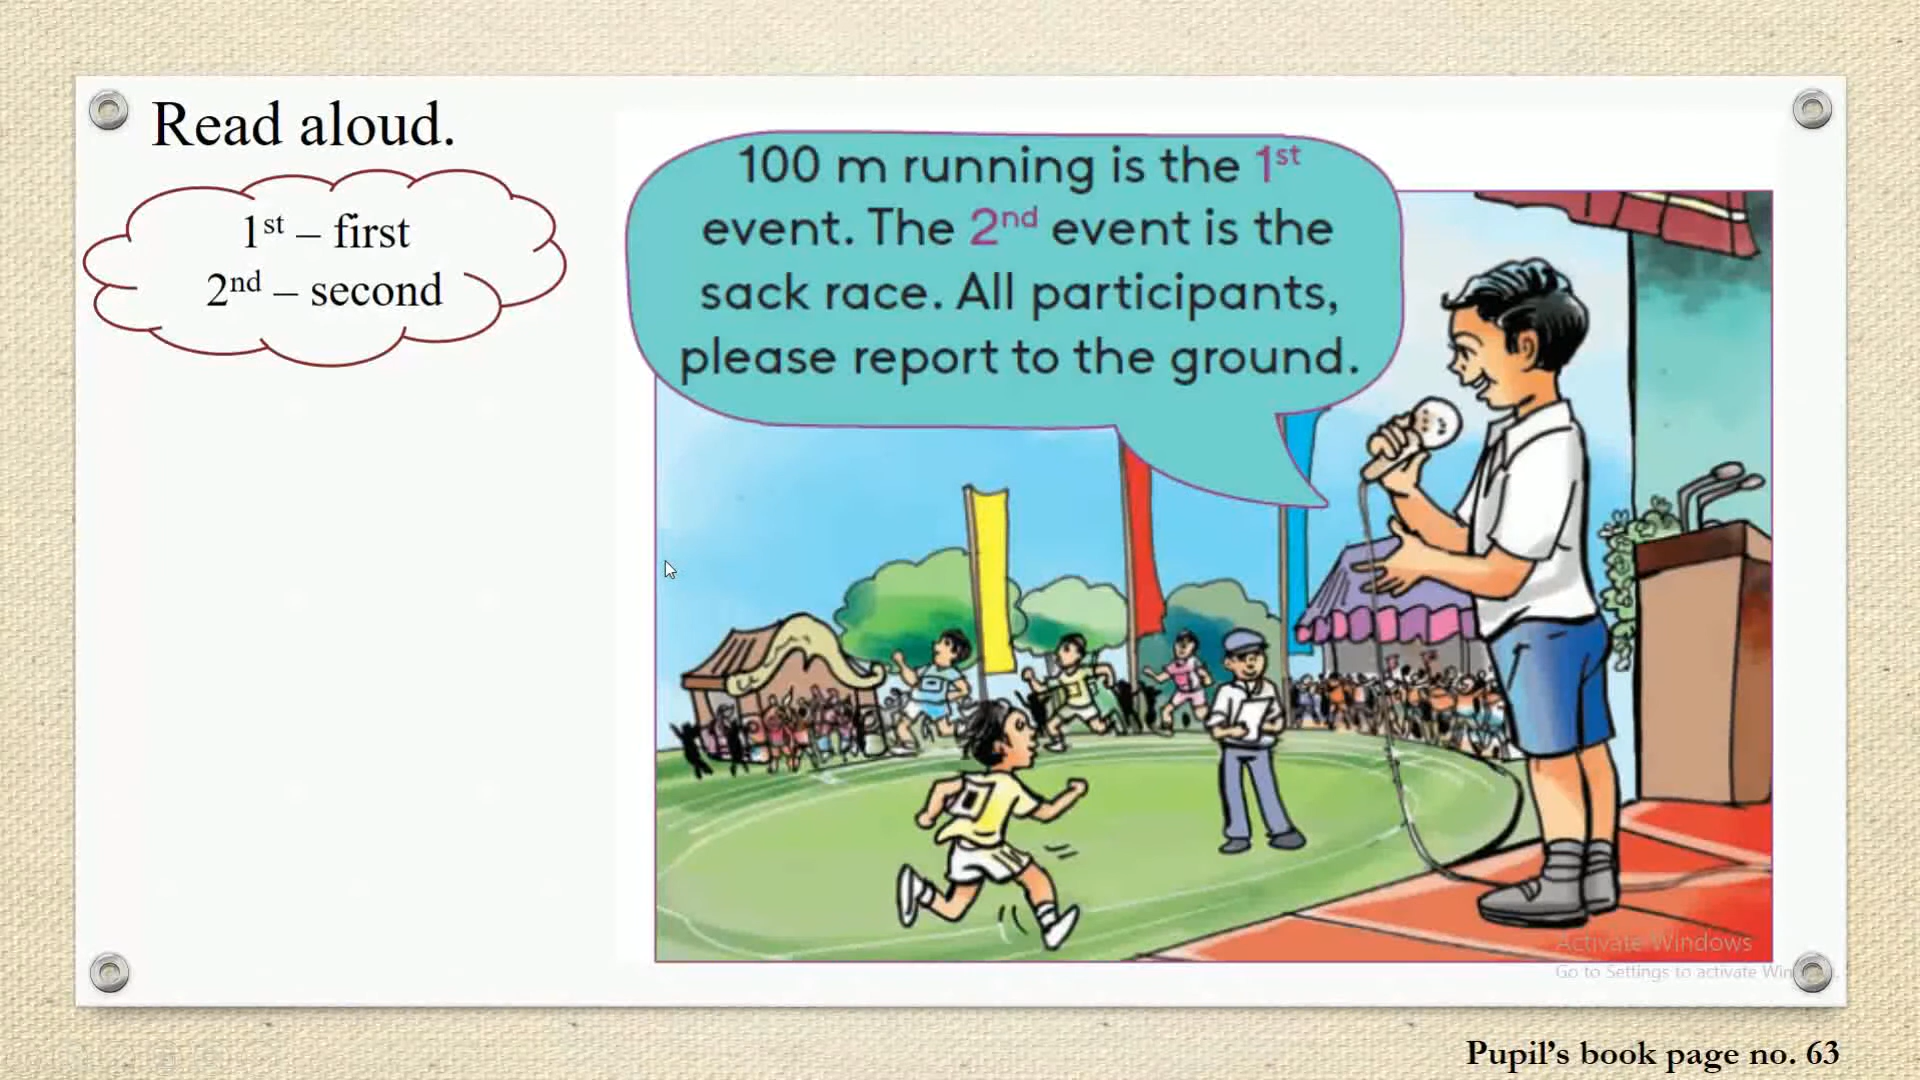 Read aloud.
1st – first
2nd – second
100 m running is the 1st
event. The 2nd event is the
sack race. All participants,
please report to the ground.
Activate Windows
Go to Settings to activate Windows.
Pupil's book page no. 63